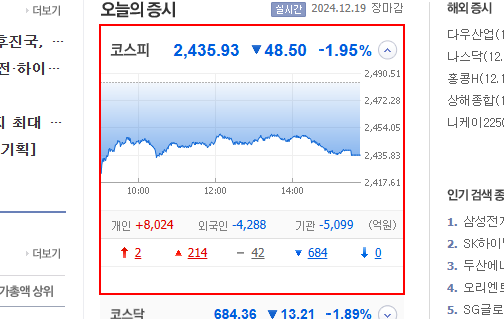 더보기
오늘의 증시
실시간 2024.12.19 장마감
해외 증시
코스피 2,435.93 ▼48.50 -1.95%
2,490.51
2,472.28
2,454.05
2,435.83
2,417.61
10:00 12:00 14:00
개인 +8,024 외국인 -4,288 기관 -5,099 (억원)
↑ 2 ▲ 214 − 42 ▼ 684 ↓ 0
코스닥 684.36 ▼13.21 -1.89%
후진국, …
전·하이…
최대 …
기획]
더보기
가총액 상위
다우산업(1
나스닥(12.
홍콩H(12.1
상해종합(1
니케이225(
인기 검색 종
1. 삼성전자
2. SK하이닉
3. 두산에너
4. 오리엔트
5. SG글로